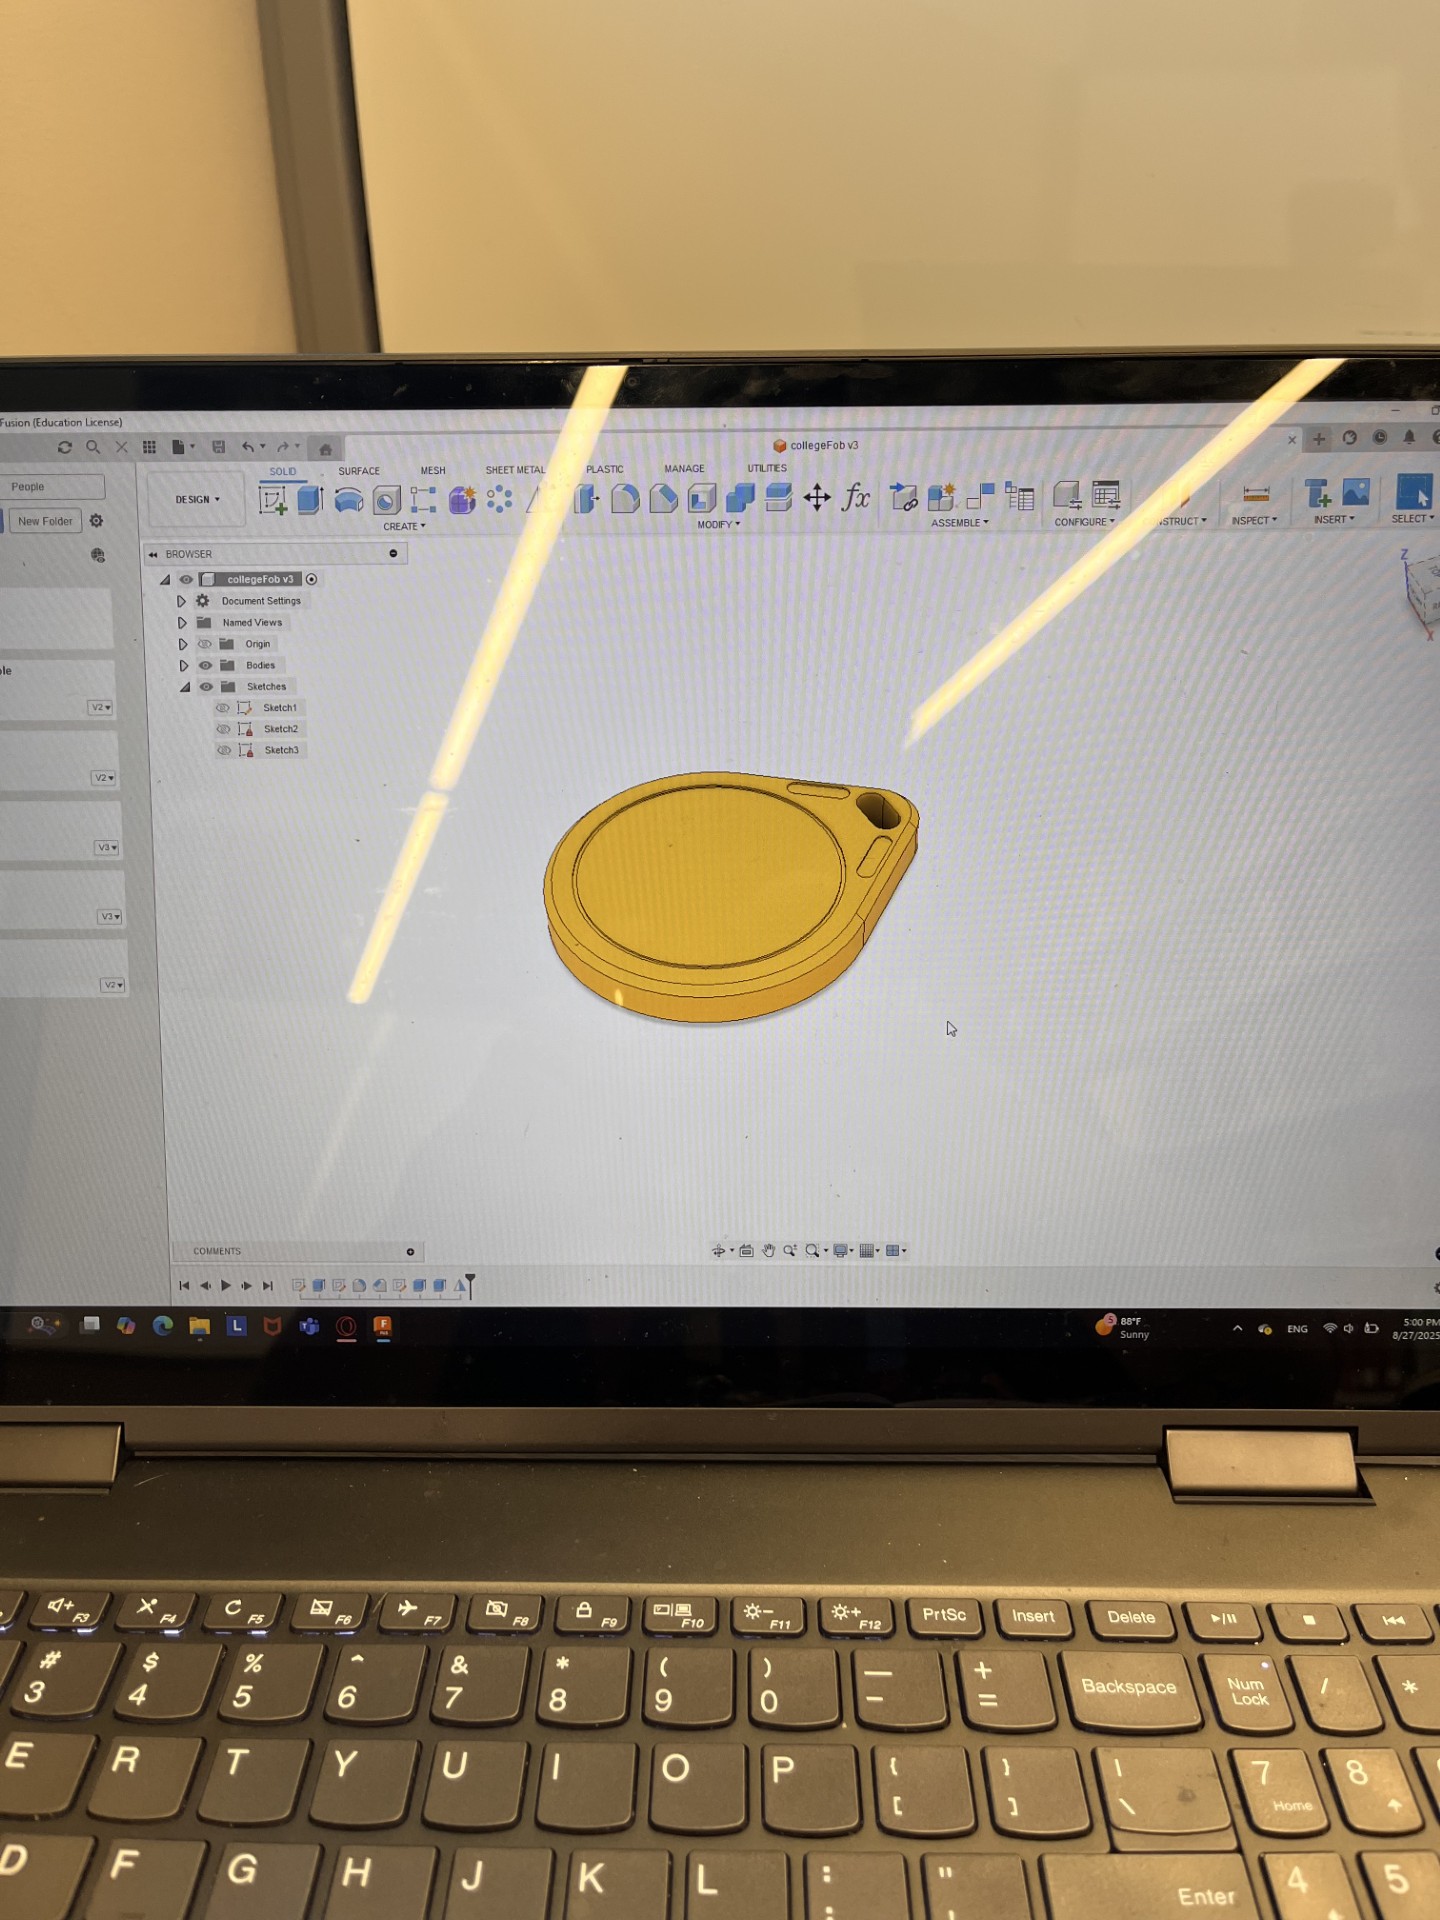 Fusion (Education License)
collegeFob v3
People
New Folder
SOLID SURFACE MESH SHEET METAL PLASTIC MANAGE UTILITIES
DESIGN
fx
CREATE MODIFY ASSEMBLE CONFIGURE STRUCT INSPECT INSERT SELECT
BROWSER
collegeFob v3
Document Settings
Named Views
Origin
Bodies
Sketches
Sketch1
Sketch2
Sketch3
Z
X
V2
V2
V3
V3
V2
COMMENTS
L
F
88°F
Sunny
ENG
5:00 PM
8/27/2025
F3 F4 F5 F6 F7 F8 F9 F10 F11 F12 PrtSc Insert Delete
# $ % ^ & * ( ) — +
3 4 5 6 7 8 9 0 - = Backspace Num Lock / *
E R T Y U I O P { [ } ] | \ 7 Home 8
D F G H J K L : ; " ' Enter 4 5